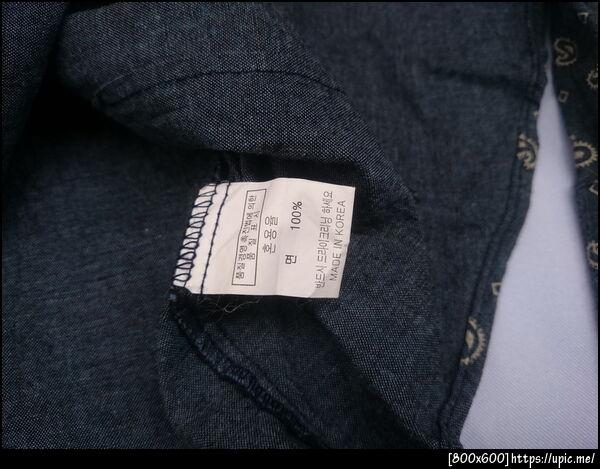 품질경영촉진법에 의한
품 질 표 시
혼용율
면 100%
반드시 드라이크리닝 하세요
MADE IN KOREA
[800x600]https://upic.me/